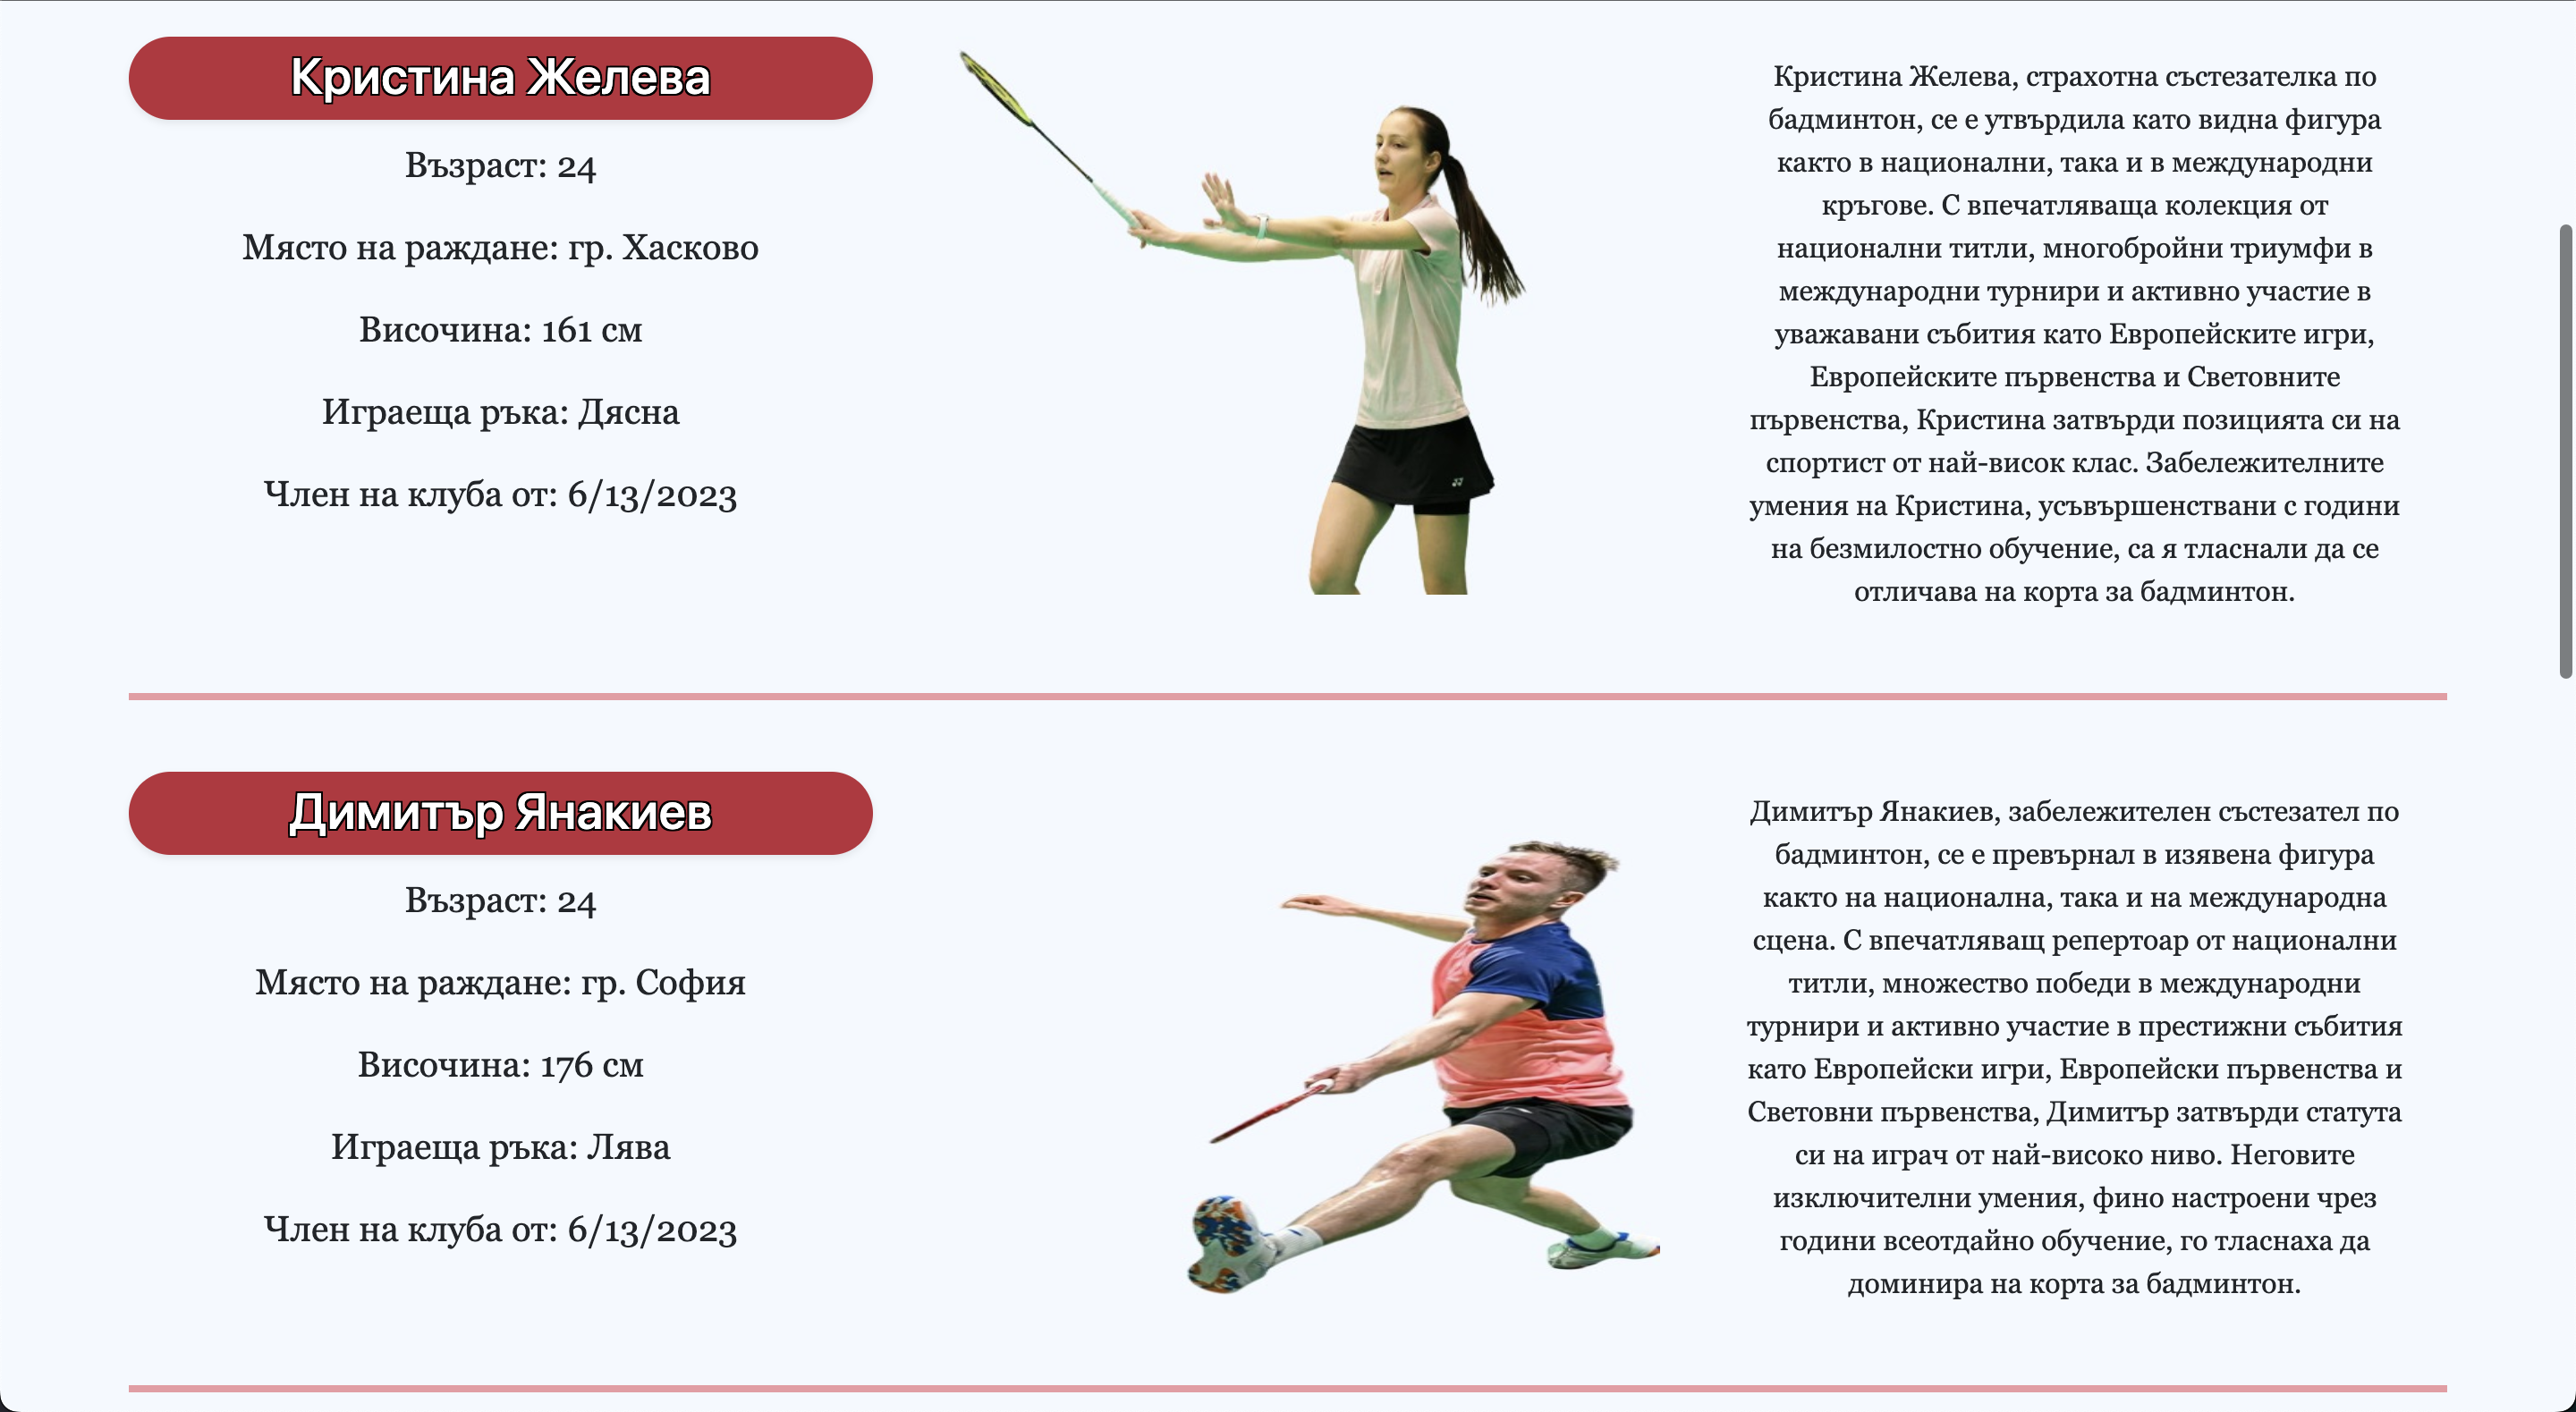 Кристина Желева
Възраст: 24
Място на раждане: гр. Хасково
Височина: 161 см
Играеща ръка: Дясна
Член на клуба от: 6/13/2023
Кристина Желева, страхотна състезателка по
бадминтон, се е утвърдила като видна фигура
както в национални, така и в международни
кръгове. С впечатляваща колекция от
национални титли, многобройни триумфи в
международни турнири и активно участие в
уважавани събития като Европейските игри,
Европейските първенства и Световните
първенства, Кристина затвърди позицията си на
спортист от най-висок клас. Забележителните
умения на Кристина, усъвършенствани с години
на безмилостно обучение, са я тласнали да се
отличава на корта за бадминтон.
Димитър Янакиев
Възраст: 24
Място на раждане: гр. София
Височина: 176 см
Играеща ръка: Лява
Член на клуба от: 6/13/2023
Димитър Янакиев, забележителен състезател по
бадминтон, се е превърнал в изявена фигура
както на национална, така и на международна
сцена. С впечатляващ репертоар от национални
титли, множество победи в международни
турнири и активно участие в престижни събития
като Европейски игри, Европейски първенства и
Световни първенства, Димитър затвърди статута
си на играч от най-високо ниво. Неговите
изключителни умения, фино настроени чрез
години всеотдайно обучение, го тласнаха да
доминира на корта за бадминтон.